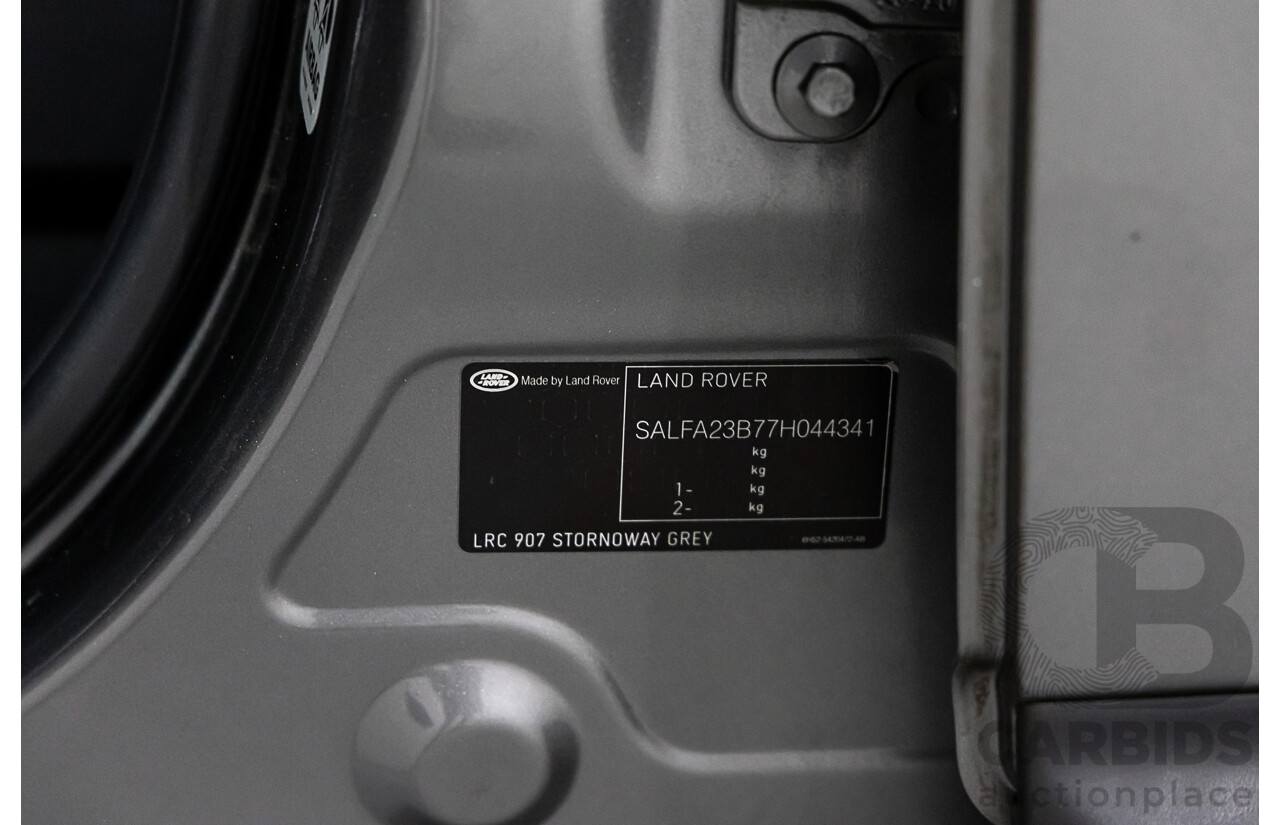 AIRBAG
LAND-
-ROVER
Made by Land Rover
LAND ROVER
SALFA23B77H044341
kg
kg
1- kg
2- kg
LRC 907 STORNOWAY GREY
CARBIDS
auctionplace